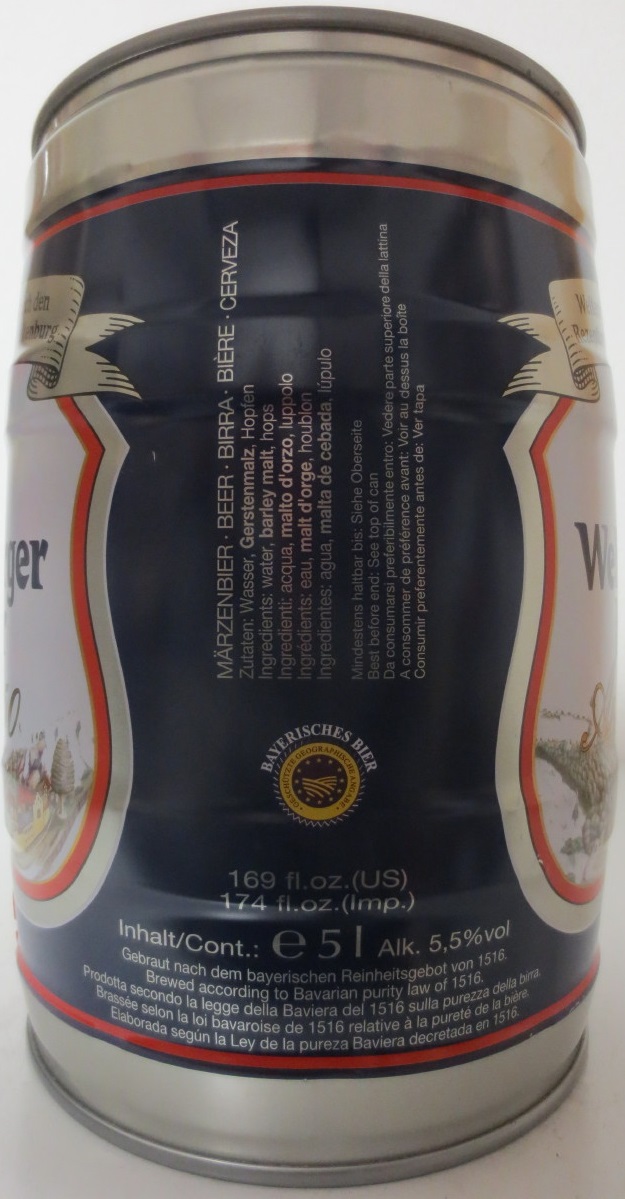 MÄRZENBIER · BEER · BIRRA · BIÈRE · CERVEZA
Zutaten: Wasser, Gerstenmalz, Hopfen
Ingredients: water, barley malt, hops
Ingredienti: acqua, malto d'orzo, luppolo
Ingrédients: eau, malt d'orge, houblon
Ingredientes: agua, malta de cebada, lúpulo
Mindestens haltbar bis: Siehe Oberseite
Best before end: See top of can
Da consumarsi preferibilmente entro: Vedere parte superiore della lattina
A consommer de préférence avant: Voir au dessus la boîte
Consumir preferentemente antes de: Ver tapa
BAYERISCHES BIER
GESCHÜTZTE GEOGRAPHISCHE ANGABE
169 fl.oz.(US)
174 fl.oz.(Imp.)
Inhalt/Cont.: e 5 l Alk. 5,5%vol
Gebraut nach dem bayerischen Reinheitsgebot von 1516.
Brewed according to Bavarian purity law of 1516.
Prodotta secondo la legge della Baviera del 1516 sulla purezza della birra.
Brassée selon la loi bavaroise de 1516 relative à la pureté de la bière.
Elaborada según la Ley de la pureza Baviera decretada en 1516.